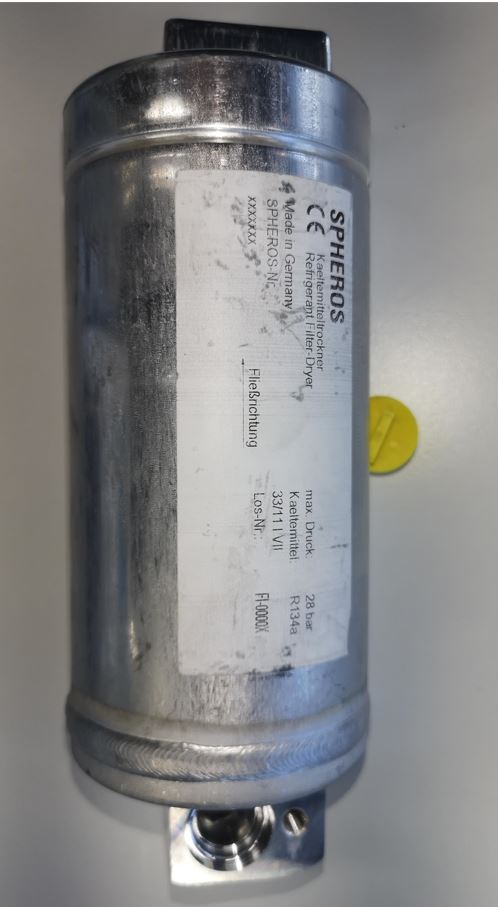 SPHEROS
CE Kaeltemitteltrockner
Refrigerant Filter-Dryer
Made in Germany
SPHEROS-Nr.:
xxxxxxx
Fließrichtung
max. Druck: 28 bar
Kaeltemittel: R134a
33/11 I VII
Los-Nr.: FI-0000X